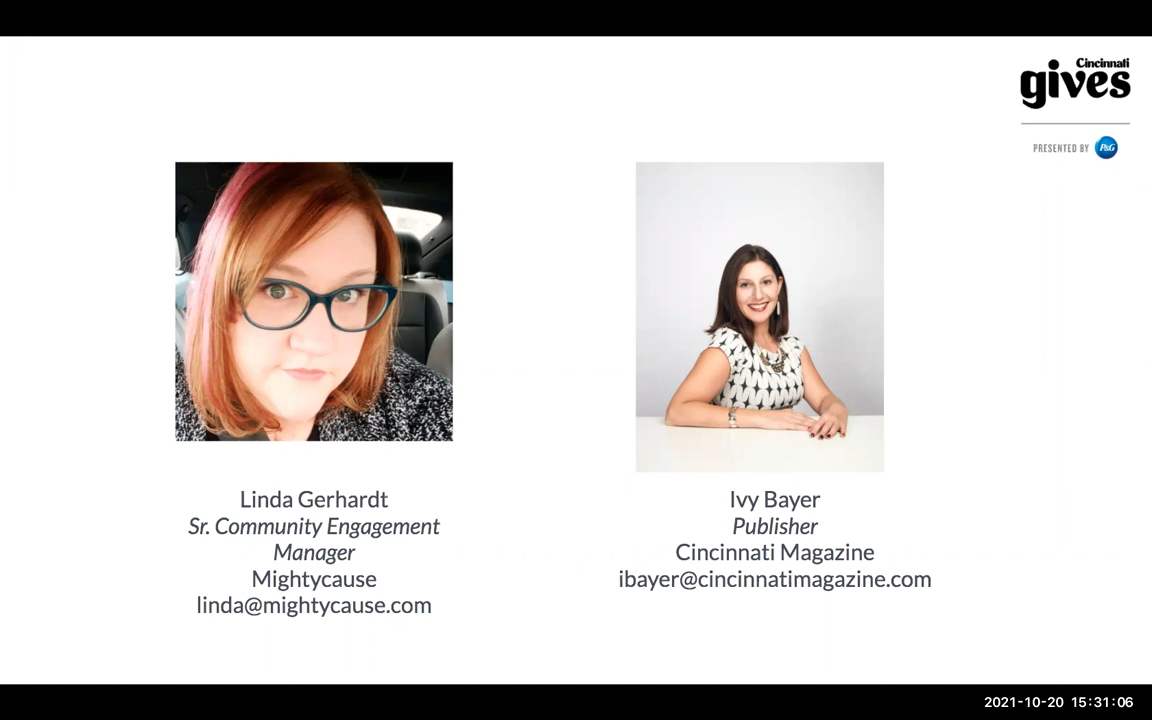 Cincinnati
gives
PRESENTED BY P&G
Linda Gerhardt
Sr. Community Engagement
Manager
Mightycause
linda@mightycause.com
Ivy Bayer
Publisher
Cincinnati Magazine
ibayer@cincinnatimagazine.com
2021-10-20 15:31:06